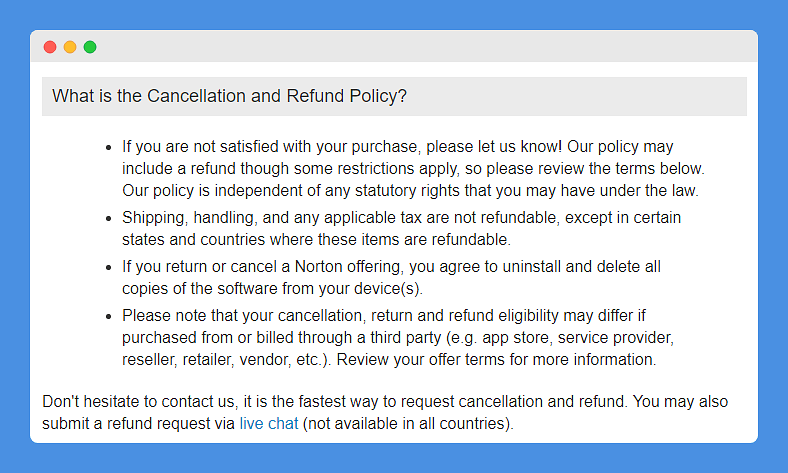 What is the Cancellation and Refund Policy?
• If you are not satisfied with your purchase, please let us know! Our policy may
include a refund though some restrictions apply, so please review the terms below.
Our policy is independent of any statutory rights that you may have under the law.
• Shipping, handling, and any applicable tax are not refundable, except in certain
states and countries where these items are refundable.
• If you return or cancel a Norton offering, you agree to uninstall and delete all
copies of the software from your device(s).
• Please note that your cancellation, return and refund eligibility may differ if
purchased from or billed through a third party (e.g. app store, service provider,
reseller, retailer, vendor, etc.). Review your offer terms for more information.
Don't hesitate to contact us, it is the fastest way to request cancellation and refund. You may also
submit a refund request via live chat (not available in all countries).